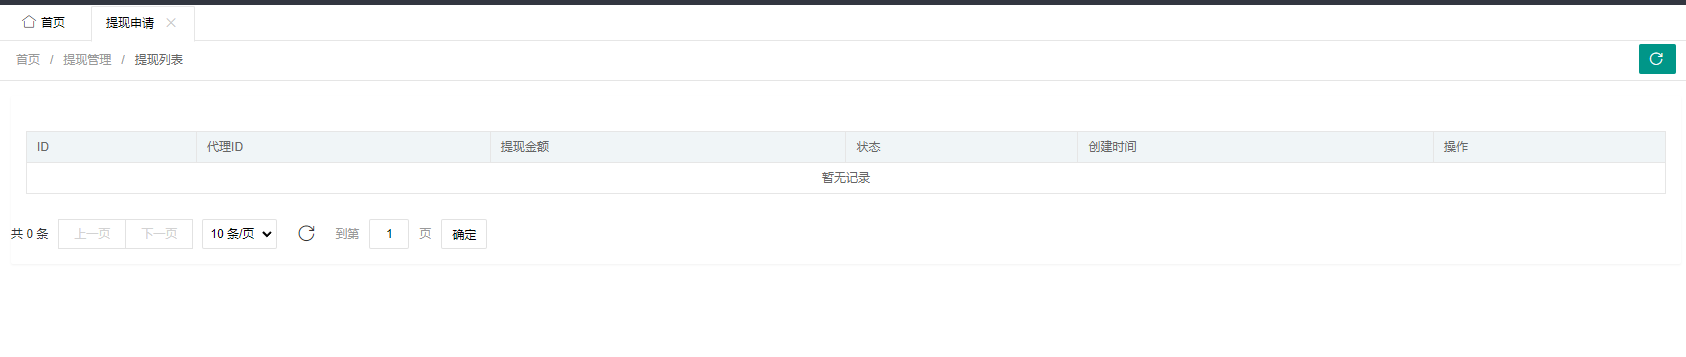 首页 提现申请
首页 / 提现管理 / 提现列表
ID 代理ID 提现金额 状态 创建时间 操作
暂无记录
共 0 条 上一页 下一页 10 条/页 到第 1 页 确定